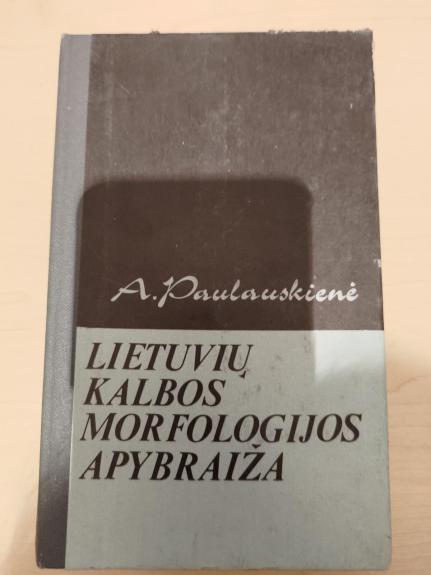 A. Paulauskienė
LIETUVIŲ
KALBOS
MORFOLOGIJOS
APYBRAIŽA